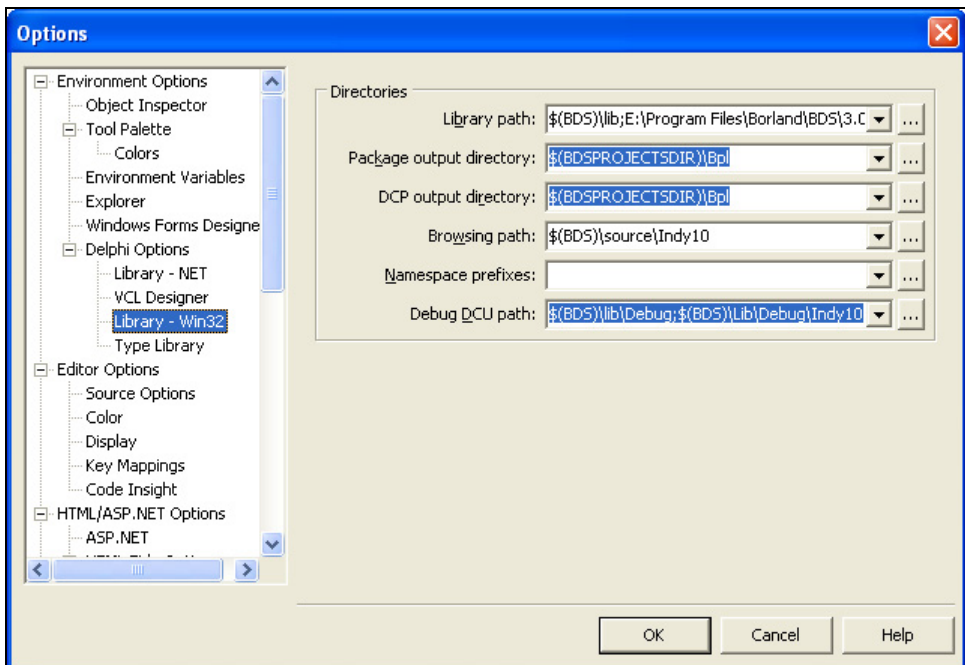 Options
Environment Options
Object Inspector
Tool Palette
Colors
Environment Variables
Explorer
Windows Forms Designe
Delphi Options
Library - NET
VCL Designer
Library - Win32
Type Library
Editor Options
Source Options
Color
Display
Key Mappings
Code Insight
HTML/ASP.NET Options
ASP.NET
Directories
Library path: $(BDS)\lib;E:\Program Files\Borland\BDS\3.0 ...
Package output directory: $(BDSPROJECTSDIR)\Bpl ...
DCP output directory: $(BDSPROJECTSDIR)\Bpl ...
Browsing path: $(BDS)\source\Indy10 ...
Namespace prefixes: ...
Debug DCU path: $(BDS)\lib\Debug;$(BDS)\Lib\Debug\Indy10 ...
OK Cancel Help